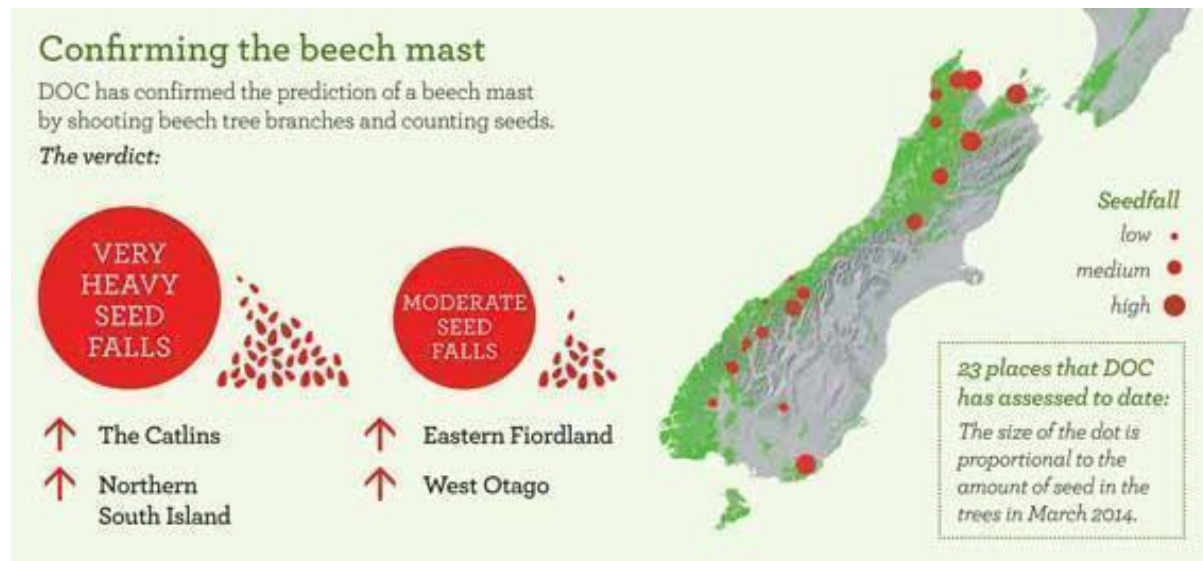 Confirming the beech mast
DOC has confirmed the prediction of a beech mast
by shooting beech tree branches and counting seeds.
The verdict:
VERY
HEAVY
SEED
FALLS
MODERATE
SEED
FALLS
The Catlins
Northern
South Island
Eastern Fiordland
West Otago
Seedfall
low
medium
high
23 places that DOC
has assessed to date:
The size of the dot is
proportional to the
amount of seed in the
trees in March 2014.